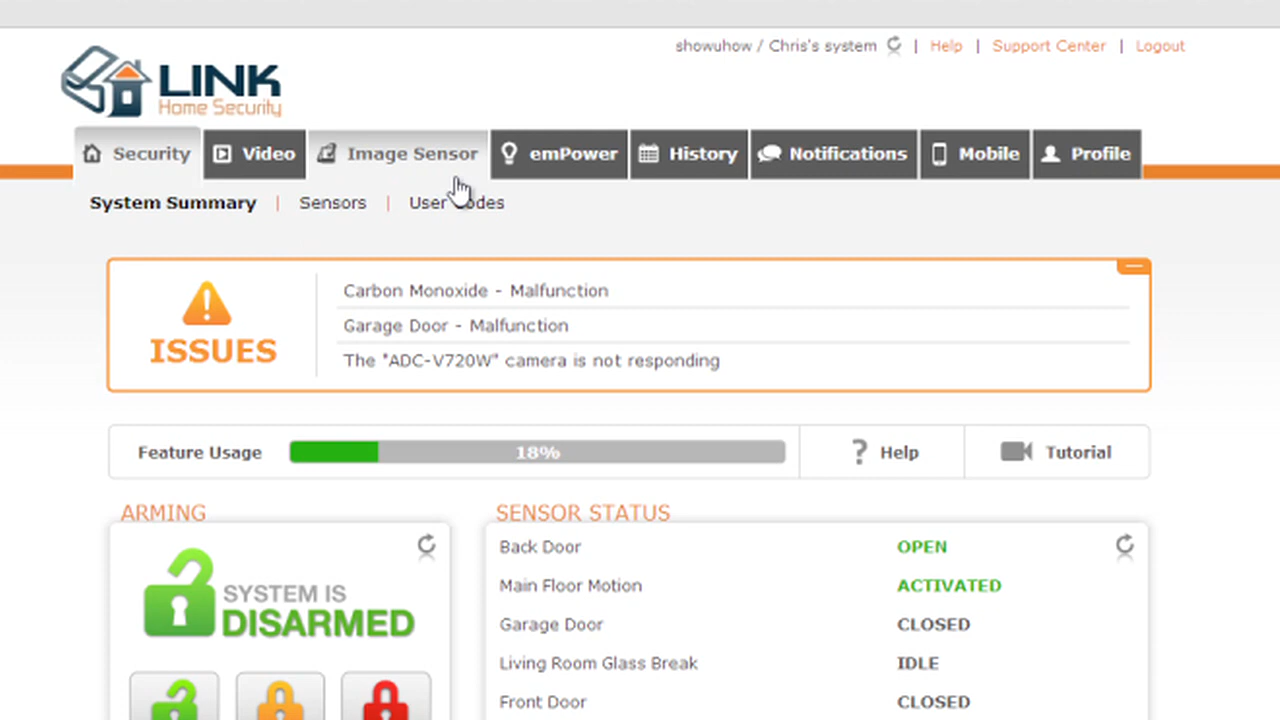 showuhow / Chris's system | Help | Support Center | Logout
LINK
Home Security
Security Video Image Sensor emPower History Notifications Mobile Profile
System Summary | Sensors | User Codes
ISSUES
Carbon Monoxide - Malfunction
Garage Door - Malfunction
The "ADC-V720W" camera is not responding
Feature Usage 18% ? Help Tutorial
ARMING
SYSTEM IS
DISARMED
SENSOR STATUS
Back Door OPEN
Main Floor Motion ACTIVATED
Garage Door CLOSED
Living Room Glass Break IDLE
Front Door CLOSED